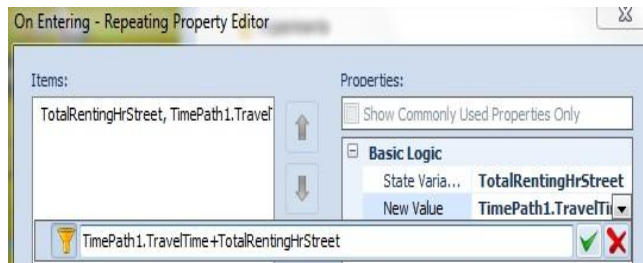 On Entering - Repeating Property Editor
Items:
Properties:
TotalRentingHrStreet, TimePath1.Travel
Show Commonly Used Properties Only
Basic Logic
State Varia... TotalRentingHrStreet
New Value TimePath1.TravelTi
TimePath1.TravelTime+TotalRentingHrStreet